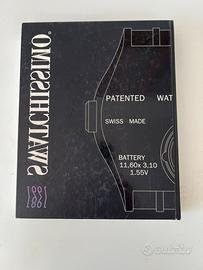 SWATCHISSIMO®
1981
1991
PATENTED WAT
SWISS MADE
BATTERY
11,60x 3,10
1.55V